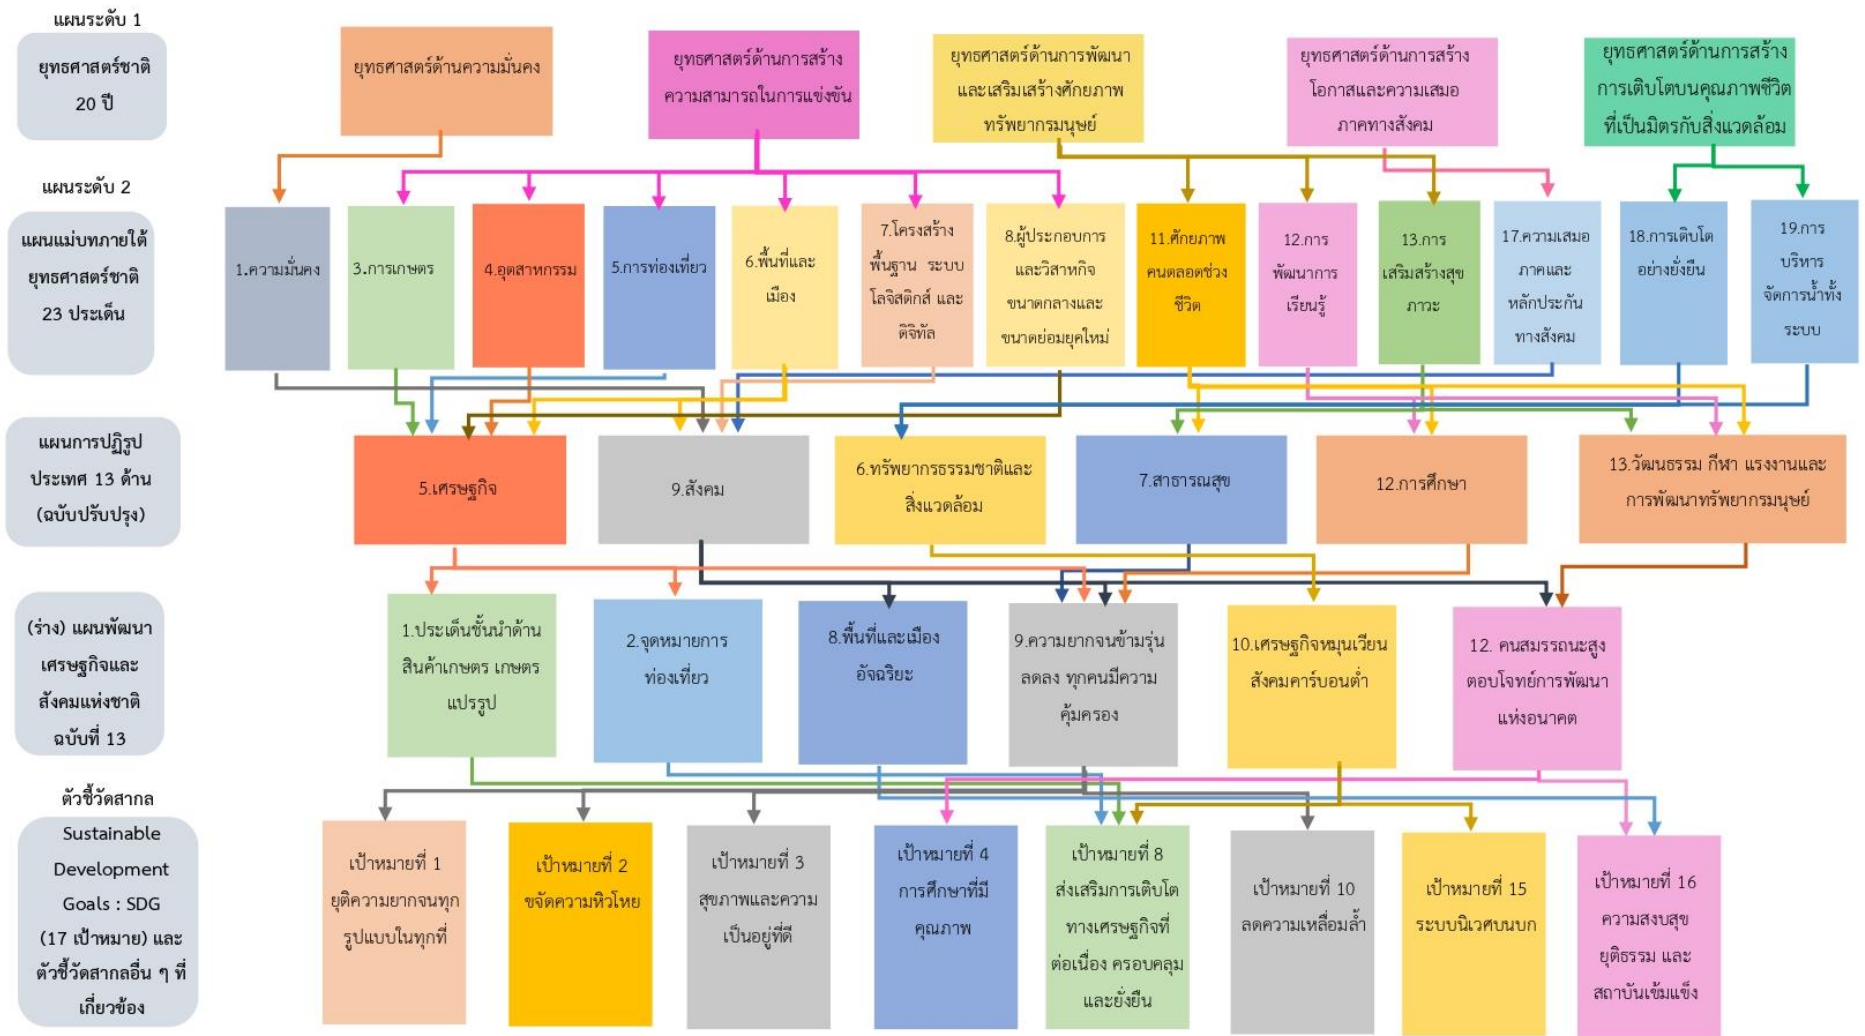 แผนระดับ 1
ยุทธศาสตร์ชาติ
20 ปี
ยุทธศาสตร์ด้านความมั่นคง
ยุทธศาสตร์ด้านการสร้าง
ความสามารถในการแข่งขัน
ยุทธศาสตร์ด้านการพัฒนา
และเสริมเสร้างศักยภาพ
ทรัพยากรมนุษย์
ยุทธศาสตร์ด้านการสร้าง
โอกาสและความเสมอ
ภาคทางสังคม
ยุทธศาสตร์ด้านการสร้าง
การเติบโตบนคุณภาพชีวิต
ที่เป็นมิตรกับสิ่งแวดล้อม
แผนระดับ 2
แผนแม่บทภายใต้
ยุทธศาสตร์ชาติ
23 ประเด็น
1.ความมั่นคง
3.การเกษตร
4.อุตสาหกรรม
5.การท่องเที่ยว
6.พื้นที่และ
เมือง
7.โครงสร้าง
พื้นฐาน ระบบ
โลจิสติกส์ และ
ดิจิทัล
8.ผู้ประกอบการ
และวิสาหกิจ
ขนาดกลางและ
ขนาดย่อมยุคใหม่
11.ศักยภาพ
คนตลอดช่วง
ชีวิต
12.การ
พัฒนาการ
เรียนรู้
13.การ
เสริมสร้างสุข
ภาวะ
17.ความเสมอ
ภาคและ
หลักประกัน
ทางสังคม
18.การเติบโต
อย่างยั่งยืน
19.การ
บริหาร
จัดการน้ำทั้ง
ระบบ
แผนการปฏิรูป
ประเทศ 13 ด้าน
(ฉบับปรับปรุง)
5.เศรษฐกิจ
9.สังคม
6.ทรัพยากรธรรมชาติและ
สิ่งแวดล้อม
7.สาธารณสุข
12.การศึกษา
13.วัฒนธรรม กีฬา แรงงานและ
การพัฒนาทรัพยากรมนุษย์
(ร่าง) แผนพัฒนา
เศรษฐกิจและ
สังคมแห่งชาติ
ฉบับที่ 13
1.ประเด็นชั้นนำด้าน
สินค้าเกษตร เกษตร
แปรรูป
2.จุดหมายการ
ท่องเที่ยว
8.พื้นที่และเมือง
อัจฉริยะ
9.ความยากจนข้ามรุ่น
ลดลง ทุกคนมีความ
คุ้มครอง
10.เศรษฐกิจหมุนเวียน
สังคมคาร์บอนต่ำ
12. คนสมรรถนะสูง
ตอบโจทย์การพัฒนา
แห่งอนาคต
ตัวชี้วัดสากล
Sustainable
Development
Goals : SDG
(17 เป้าหมาย) และ
ตัวชี้วัดสากลอื่น ๆ ที่
เกี่ยวข้อง
เป้าหมายที่ 1
ยุติความยากจนทุก
รูปแบบในทุกที่
เป้าหมายที่ 2
ขจัดความหิวโหย
เป้าหมายที่ 3
สุขภาพและความ
เป็นอยู่ที่ดี
เป้าหมายที่ 4
การศึกษาที่มี
คุณภาพ
เป้าหมายที่ 8
ส่งเสริมการเติบโต
ทางเศรษฐกิจที่
ต่อเนื่อง ครอบคลุม
และยั่งยืน
เป้าหมายที่ 10
ลดความเหลื่อมล้ำ
เป้าหมายที่ 15
ระบบนิเวศบนบก
เป้าหมายที่ 16
ความสงบสุข
ยุติธรรม และ
สถาบันเข้มแข็ง